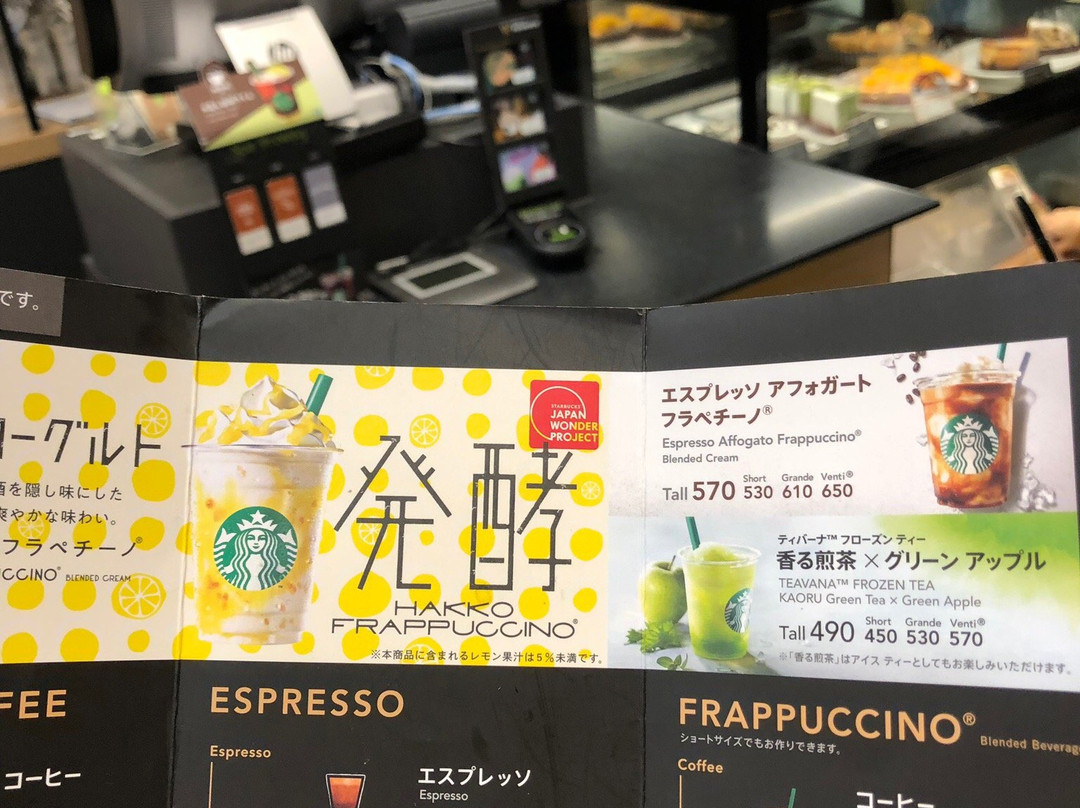 です。
ヨーグルト
酒を隠し味にした
爽やかな味わい。
フラペチーノ®
CCINO® BLENDED CREAM
発酵
HAKKO
FRAPPUCCINO®
STARBUCKS
JAPAN
WONDER
PROJECT
※本商品に含まれるレモン果汁は5%未満です。
エスプレッソ アフォガート
フラペチーノ®
Espresso Affogato Frappuccino®
Blended Cream
Short Grande Venti®
Tall 570 530 610 650
ティバーナ™ フローズン ティー
香る煎茶×グリーン アップル
TEAVANA™ FROZEN TEA
KAORU Green Tea × Green Apple
Short Grande Venti®
Tall 490 450 530 570
※「香る煎茶」はアイス ティーとしてもお楽しみいただけます。
FEE
コーヒー
ESPRESSO
Espresso
エスプレッソ
Espresso
FRAPPUCCINO® Blended Beverage
ショートサイズでもお作りできます。
Coffee
コーヒー